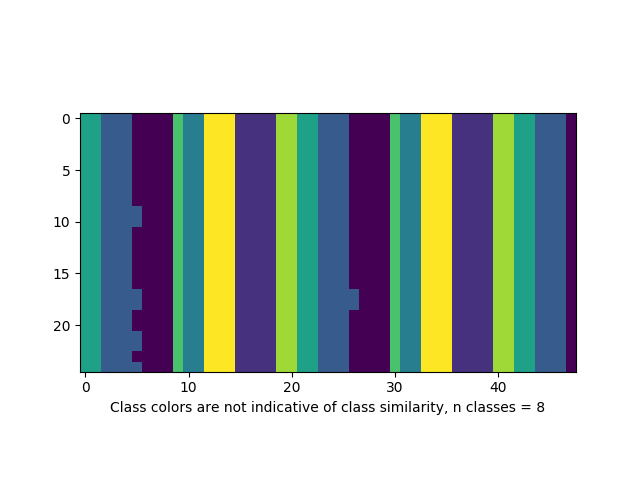 0
5
10
15
20
0 10 20 30 40
Class colors are not indicative of class similarity, n classes = 8